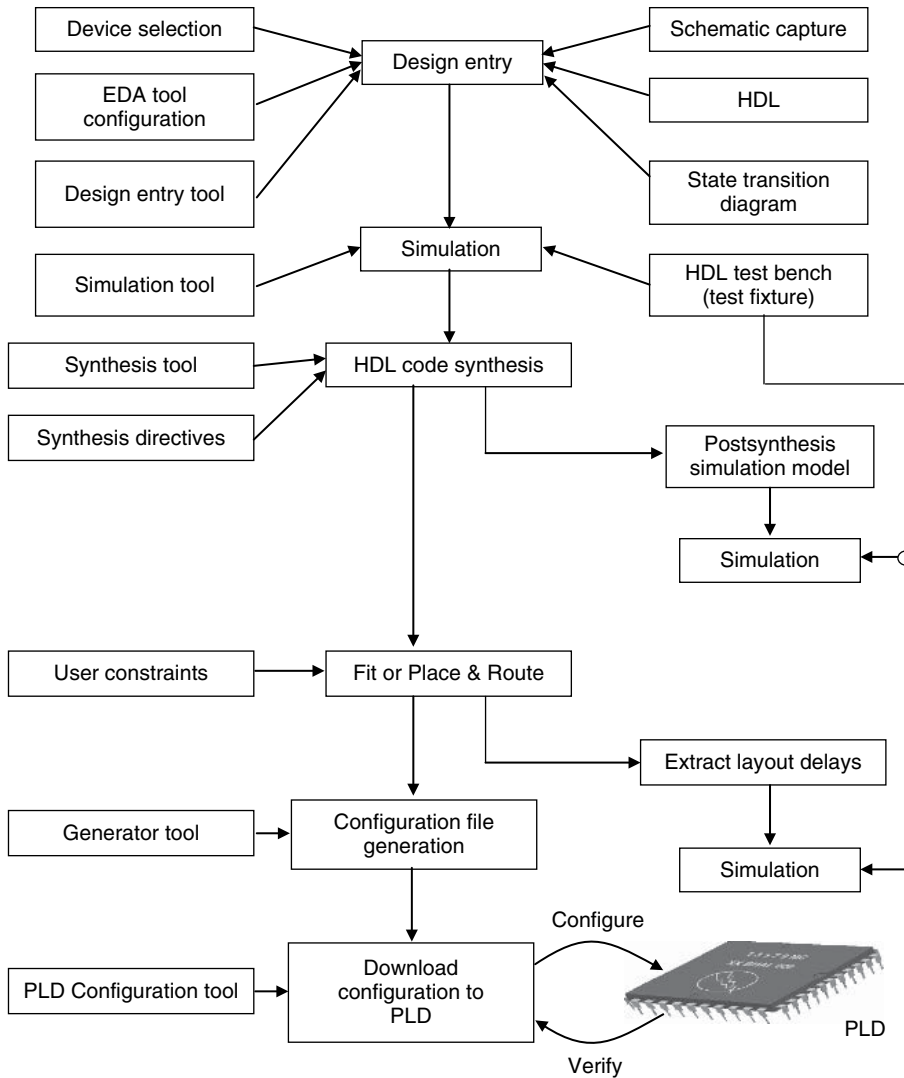 Device selection
Design entry
Schematic capture
EDA tool
configuration
HDL
Design entry tool
State transition
diagram
Simulation
Simulation tool
HDL test bench
(test fixture)
Synthesis tool
HDL code synthesis
Synthesis directives
Postsynthesis
simulation model
Simulation
User constraints
Fit or Place & Route
Extract layout delays
Generator tool
Configuration file
generation
Simulation
Configure
PLD Configuration tool
Download
configuration to
PLD
PLD
Verify